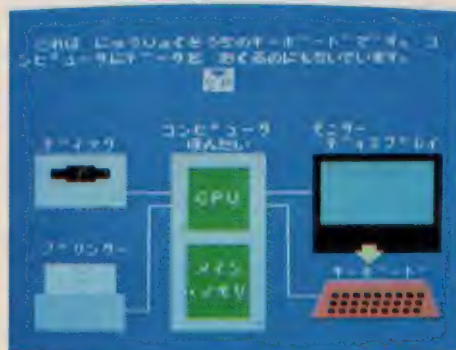 これは にゅうりょくそうちのキーボードです。コ
ンピュータにデータを おくるのにもちいています。
ディスク
コンピュータ
ほんたい
モニター
ディスプレイ
CPU
プリンター
メイン
メモリ
キーボード